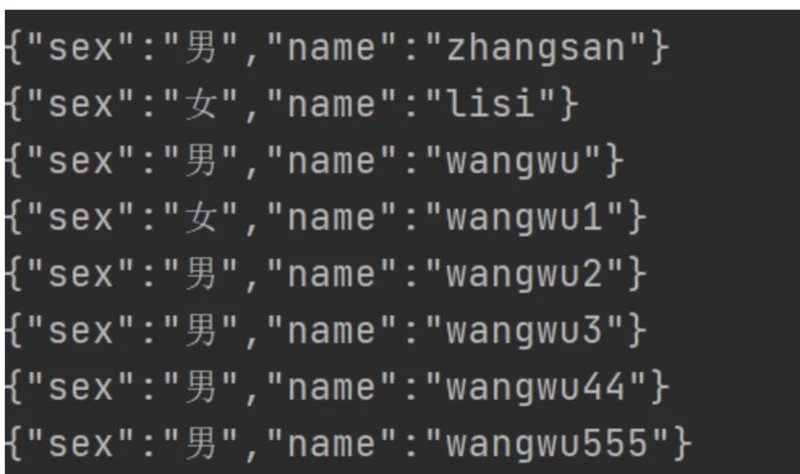 {"sex":"男","name":"zhangsan"}
{"sex":"女","name":"lisi"}
{"sex":"男","name":"wangwu"}
{"sex":"女","name":"wangwu1"}
{"sex":"男","name":"wangwu2"}
{"sex":"男","name":"wangwu3"}
{"sex":"男","name":"wangwu44"}
{"sex":"男","name":"wangwu555"}